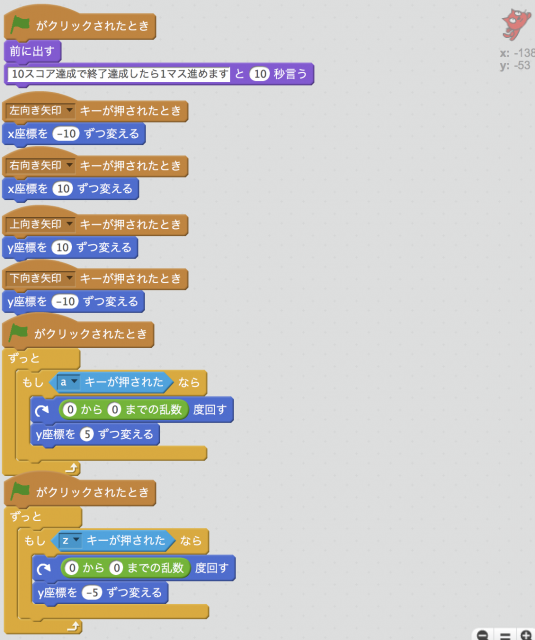 がクリックされたとき
x: -138
y: -53
前に出す
10スコア達成で終了達成したら1マス進めます と 10 秒言う
左向き矢印 キーが押されたとき
x座標を -10 ずつ変える
右向き矢印 キーが押されたとき
x座標を 10 ずつ変える
上向き矢印 キーが押されたとき
y座標を 10 ずつ変える
下向き矢印 キーが押されたとき
y座標を -10 ずつ変える
がクリックされたとき
ずっと
もし a キーが押された なら
0 から 0 までの乱数 度回す
y座標を 5 ずつ変える
がクリックされたとき
ずっと
もし z キーが押された なら
0 から 0 までの乱数 度回す
y座標を -5 ずつ変える